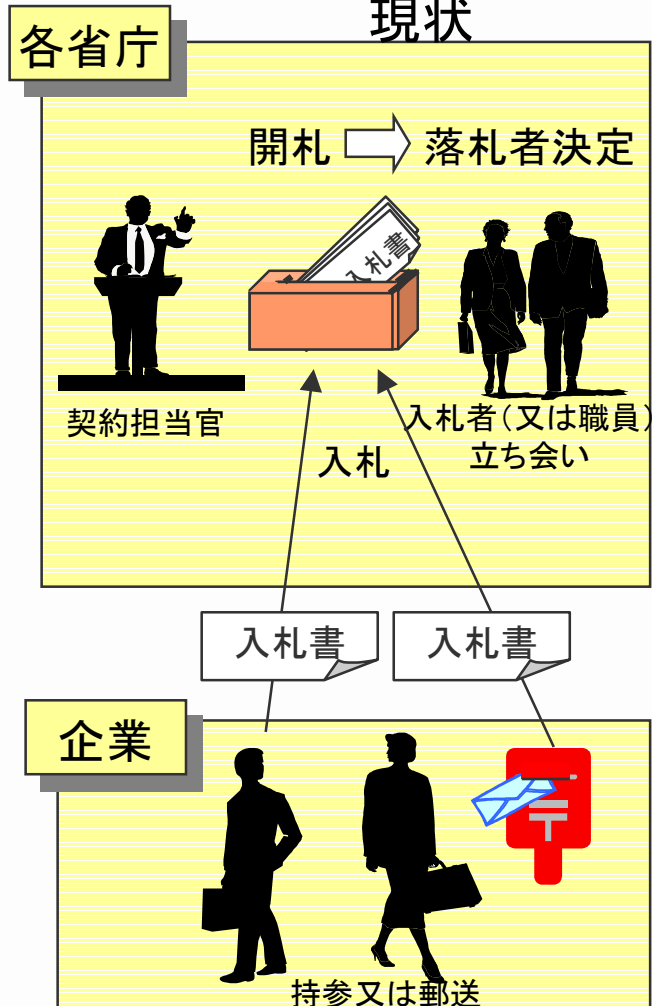 現状
各省庁
開札
落札者決定
入札書
契約担当官
入札者（又は職員）
立ち会い
入札
入札書
入札書
企業
〒
持参又は郵送